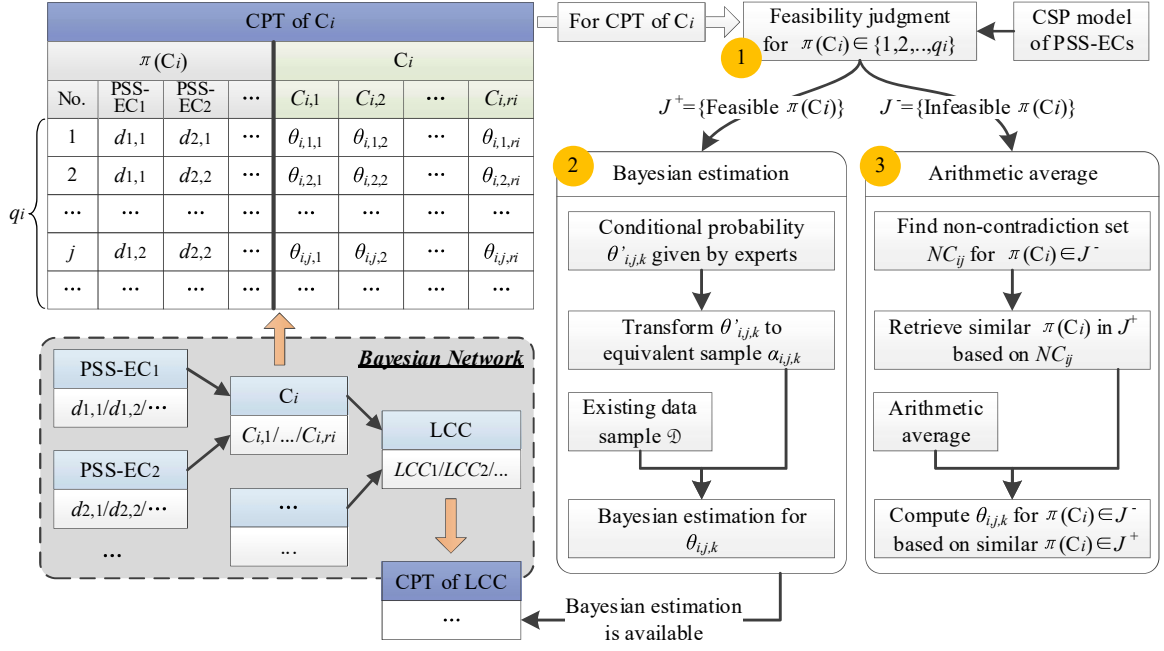 CPT of Ci
π(Ci) Ci
No. PSS-EC1 PSS-EC2 ··· Ci,1 Ci,2 ··· Ci,ri
1 d1,1 d2,1 ··· θi,1,1 θi,1,2 ··· θi,1,ri
2 d1,1 d2,2 ··· θi,2,1 θi,2,2 ··· θi,2,ri
··· ··· ··· ··· ··· ··· ··· ···
j d1,2 d2,2 ··· θi,j,1 θi,j,2 ··· θi,j,ri
··· ··· ··· ··· ··· ··· ··· ···
qi
For CPT of Ci
1
Feasibility judgment
for π(Ci)∈{1,2,..,qi}
CSP model
of PSS-ECs
J+={Feasible π(Ci)}
J-={Infeasible π(Ci)}
2
Bayesian estimation
Conditional probability
θ'i,j,k given by experts
Transform θ'i,j,k to
equivalent sample αi,j,k
Existing data
sample 𝒟
Bayesian estimation for
θi,j,k
3
Arithmetic average
Find non-contradiction set
NCij for π(Ci)∈J-
Retrieve similar π(Ci) in J+
based on NCij
Arithmetic
average
Compute θi,j,k for π(Ci)∈J-
based on similar π(Ci)∈J+
Bayesian Network
PSS-EC1
d1,1/d1,2/···
PSS-EC2
d2,1/d2,2/···
···
Ci
Ci,1/.../Ci,ri
···
...
LCC
LCC1/LCC2/...
CPT of LCC
···
Bayesian estimation
is available